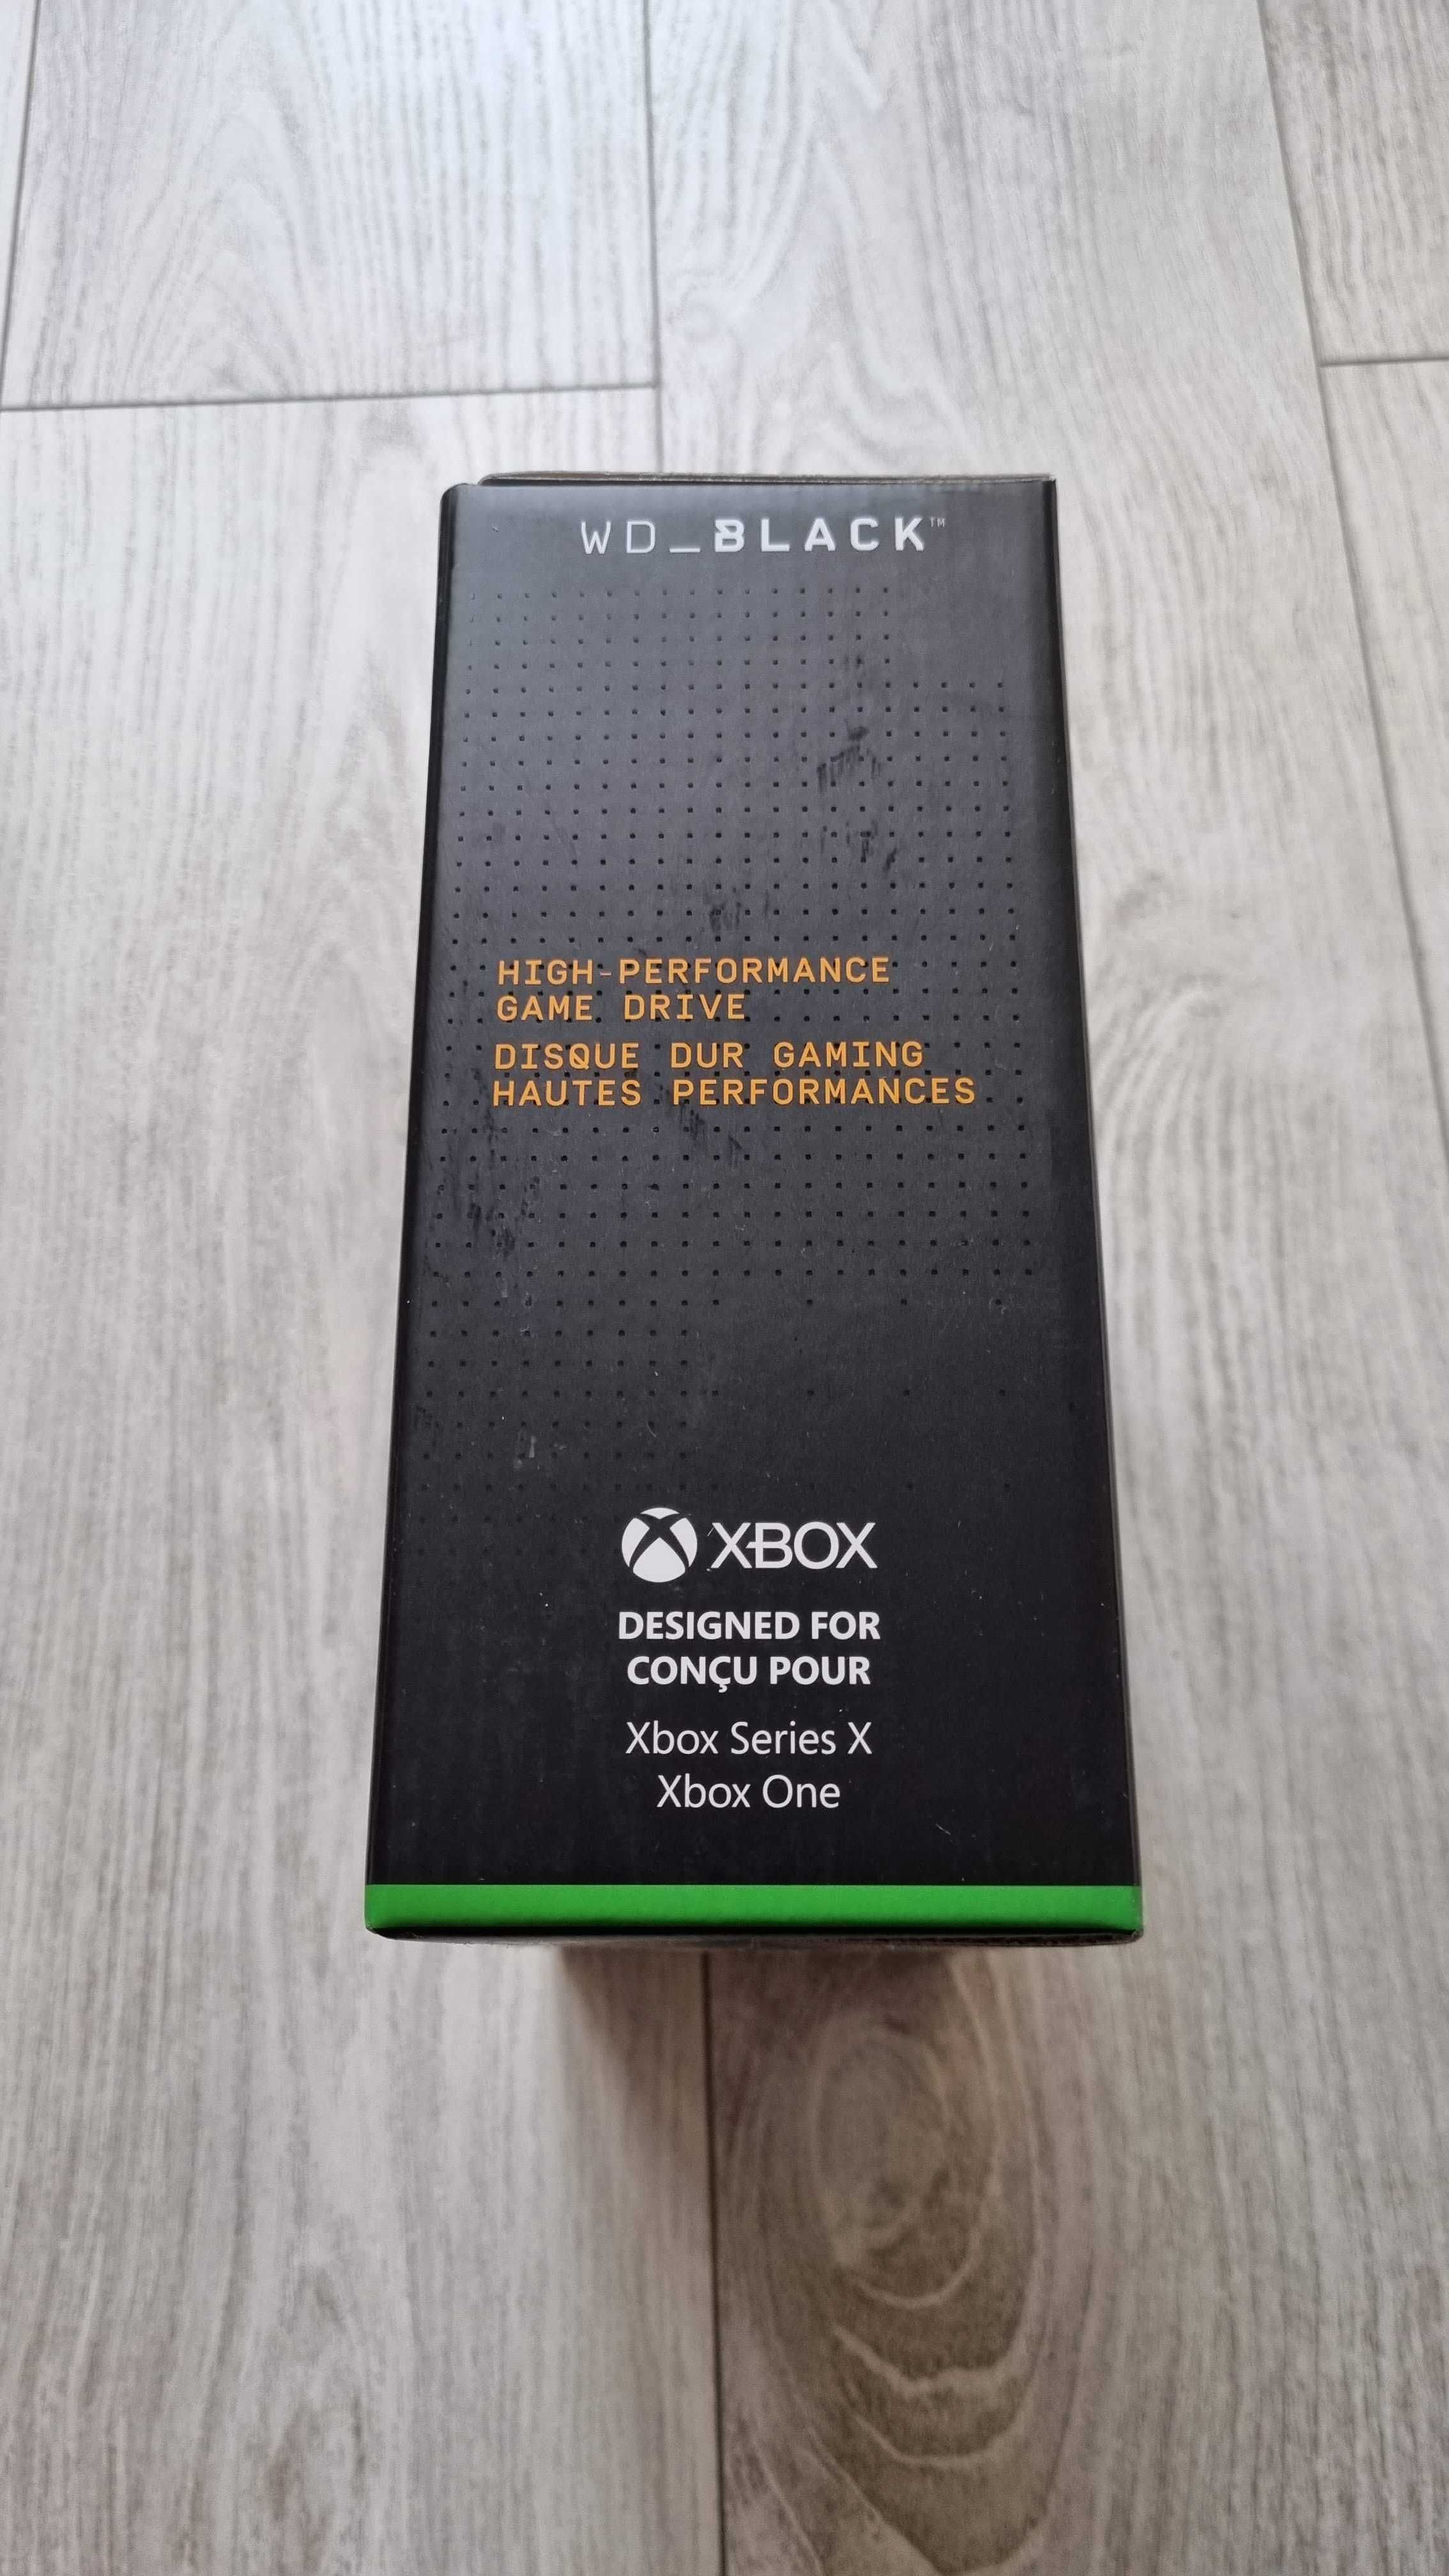 WD_BLACK™
HIGH-PERFORMANCE
GAME DRIVE
DISQUE DUR GAMING
HAUTES PERFORMANCES
XBOX
DESIGNED FOR
CONÇU POUR
Xbox Series X
Xbox One